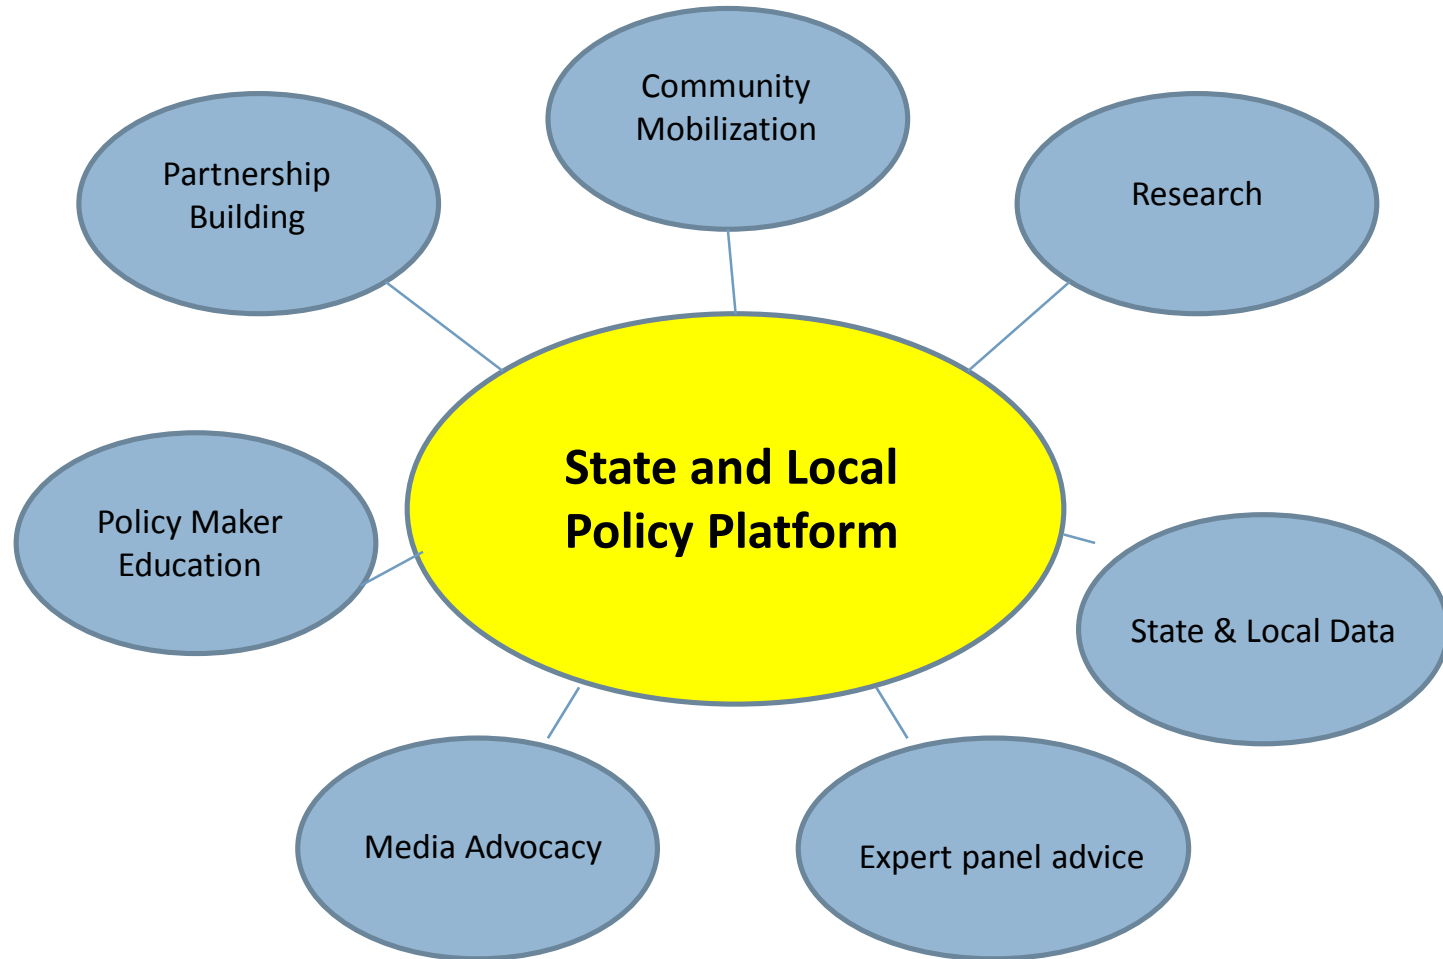 Community
Mobilization
Partnership
Building
Research
State and Local
Policy Platform
Policy Maker
Education
State & Local Data
Media Advocacy
Expert panel advice